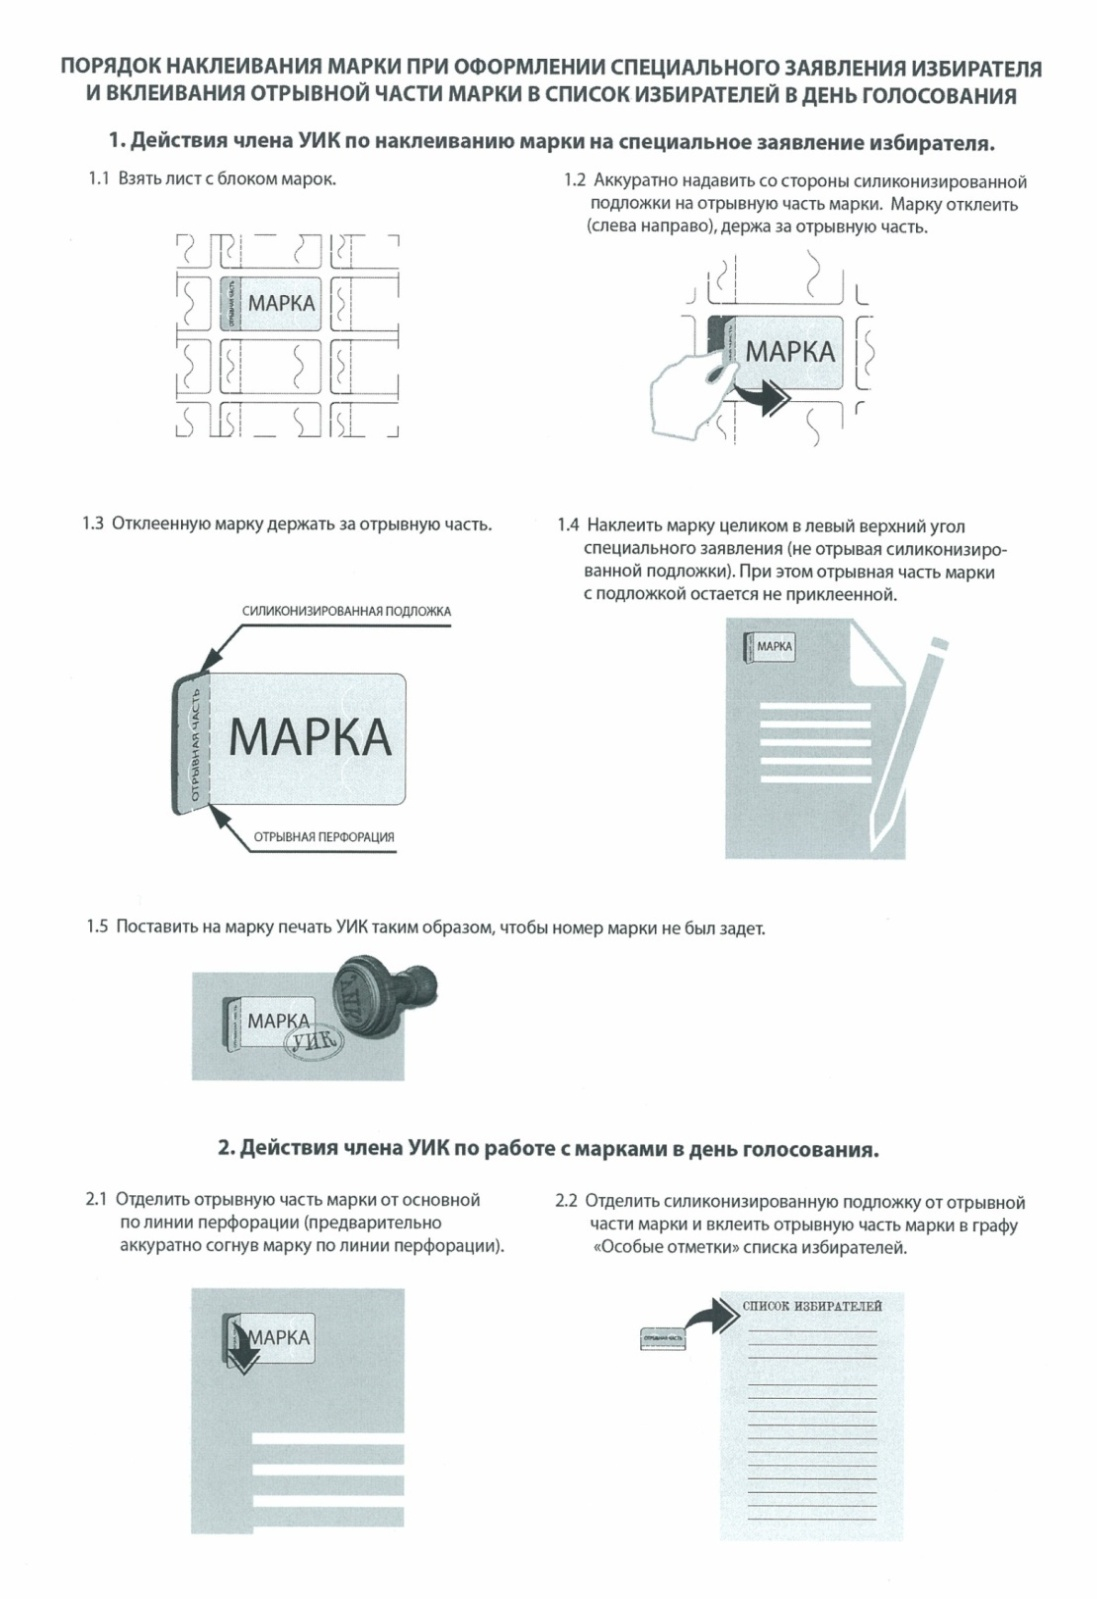 ПОРЯДОК НАКЛЕИВАНИЯ МАРКИ ПРИ ОФОРМЛЕНИИ СПЕЦИАЛЬНОГО ЗАЯВЛЕНИЯ ИЗБИРАТЕЛЯ
И ВКЛЕИВАНИЯ ОТРЫВНОЙ ЧАСТИ МАРКИ В СПИСОК ИЗБИРАТЕЛЕЙ В ДЕНЬ ГОЛОСОВАНИЯ
1. Действия члена УИК по наклеиванию марки на специальное заявление избирателя.
1.1 Взять лист с блоком марок.
ОТРЫВНАЯ ЧАСТЬ
МАРКА
1.2 Аккуратно надавить со стороны силиконизированной
подложки на отрывную часть марки. Марку отклеить
(слева направо), держа за отрывную часть.
МАРКА
1.3 Отклеенную марку держать за отрывную часть.
СИЛИКОНИЗИРОВАННАЯ ПОДЛОЖКА
ОТРЫВНАЯ ЧАСТЬ
МАРКА
ОТРЫВНАЯ ПЕРФОРАЦИЯ
1.4 Наклеить марку целиком в левый верхний угол
специального заявления (не отрывая силиконизиро-
ванной подложки). При этом отрывная часть марки
с подложкой остается не приклеенной.
МАРКА
1.5 Поставить на марку печать УИК таким образом, чтобы номер марки не был задет.
МАРКА
УИК
2. Действия члена УИК по работе с марками в день голосования.
2.1 Отделить отрывную часть марки от основной
по линии перфорации (предварительно
аккуратно согнув марку по линии перфорации).
МАРКА
2.2 Отделить силиконизированную подложку от отрывной
части марки и вклеить отрывную часть марки в графу
«Особые отметки» списка избирателей.
ОТРЫВНАЯ ЧАСТЬ
СПИСОК ИЗБИРАТЕЛЕЙ